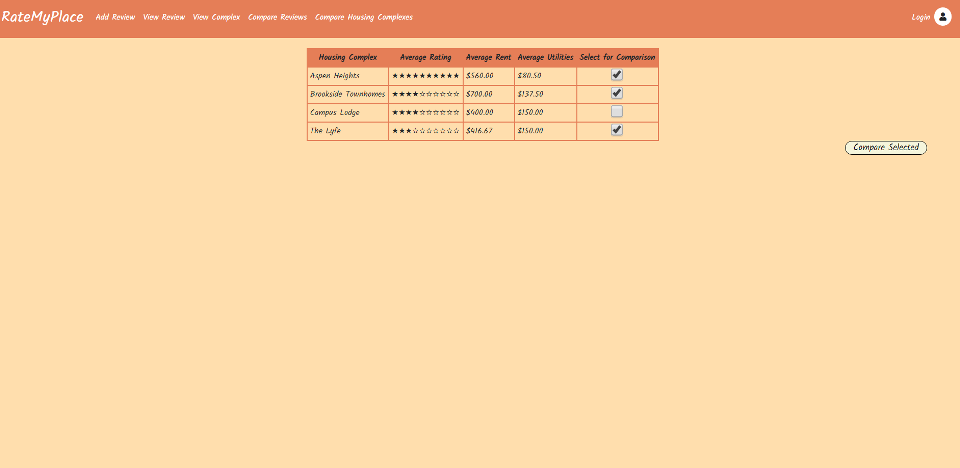 RateMyPlace Add Review View Review View Complex Compare Reviews Compare Housing Complexes Login
Housing Complex Average Rating Average Rent Average Utilities Select for Comparison
Aspen Heights ★★★★★★★★★★ $560.00 $80.50
Brookside Townhomes ★★★★☆☆☆☆☆☆ $700.00 $137.50
Campus Lodge ★★★★☆☆☆☆☆☆ $400.00 $150.00
The Lyfe ★★★☆☆☆☆☆☆☆ $416.67 $150.00
Compare Selected